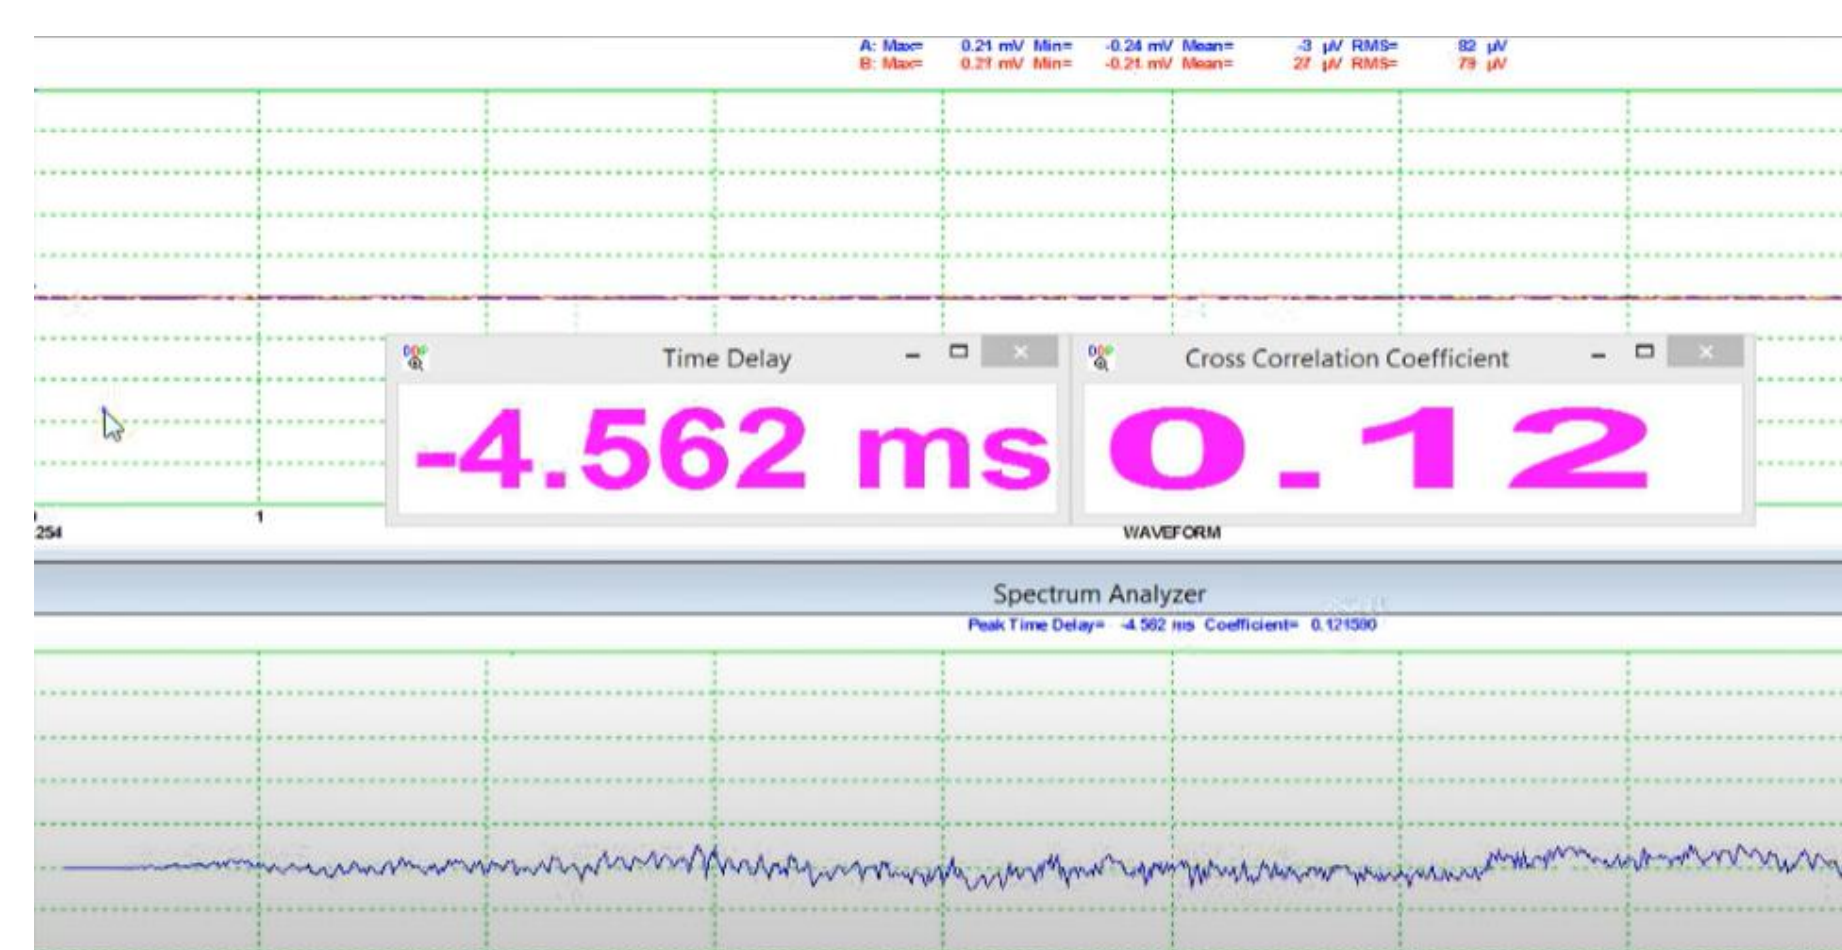 A: Max= 0.21 mV Min= -0.24 mV Mean= -3 µV RMS= 82 µV
B: Max= 0.21 mV Min= -0.21 mV Mean= 27 µV RMS= 79 µV
Time Delay
Cross Correlation Coefficient
-4.562 ms
0.12
1
.254
WAVEFORM
Spectrum Analyzer
Peak Time Delay= -4.562 ms Coefficient= 0.121590